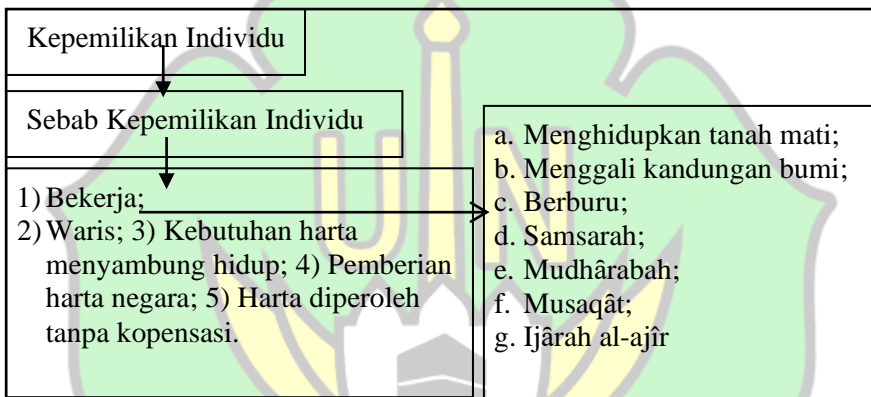 Kepemilikan Individu
Sebab Kepemilikan Individu
1) Bekerja;
2) Waris; 3) Kebutuhan harta
menyambung hidup; 4) Pemberian
harta negara; 5) Harta diperoleh
tanpa kopensasi.
a. Menghidupkan tanah mati;
b. Menggali kandungan bumi;
c. Berburu;
d. Samsarah;
e. Mudhârabah;
f. Musaqât;
g. Ijârah al-ajîr
UIN